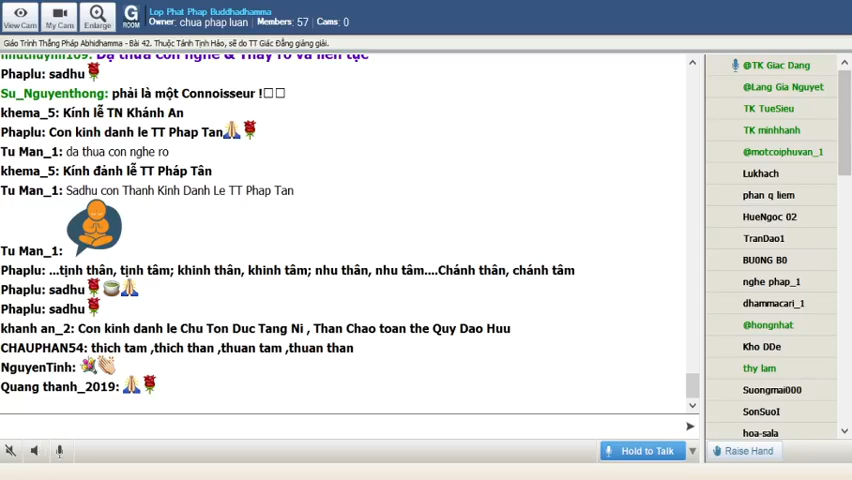 View Cam
My Cam
Enlarge
G
ROOM
Lop Phat Phap Buddhadhamma
Owner: chua phap luan Members: 57 Cams: 0
Giáo Trình Thắng Pháp Abhidhamma - Bài 42. Thuộc Tánh Tịnh Hảo, sẽ do TT Giác Đẳng giảng giải.
Phaplu: sadhu
Su_Nguyenthong: phải là một Connoisseur !
khema_5: Kính lễ TN Khánh An
Phaplu: Con kinh danh le TT Phap Tan
Tu Man_1: da thua con nghe ro
khema_5: Kính đảnh lễ TT Pháp Tân
Tu Man_1: Sadhu con Thanh Kinh Danh Le TT Phap Tan
Tu Man_1:
Phaplu: ...tịnh thân, tịnh tâm; khinh thân, khinh tâm; nhu thân, nhu tâm....Chánh thân, chánh tâm
Phaplu: sadhu
Phaplu: sadhu
khanh an_2: Con kinh danh le Chu Ton Duc Tang Ni , Than Chao toan the Quy Dao Huu
CHAUPHAN54: thich tam ,thich than ,thuan tam ,thuan than
NguyenTinh:
Quang thanh_2019:
Hold to Talk
@TK Giac Dang
@Lang Gia Nguyet
TK TueSieu
TK minhhanh
@motcoiphuvan_1
Lukhach
phan q liem
HueNgoc 02
TranDao1
BU0NG B0
nghe phap_1
dhammacari_1
@hongnhat
Kho DDe
thy lam
Suongmai000
SonSuoI
hoa-sala
Raise Hand